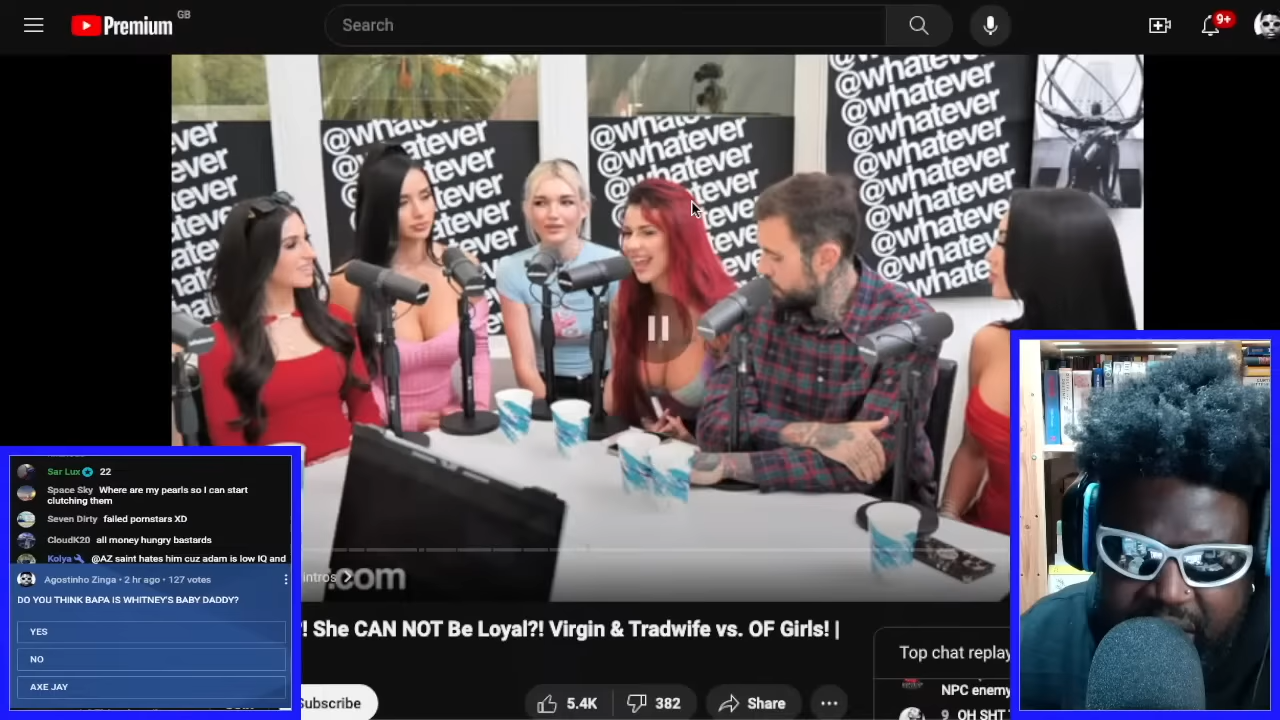 Premium GB
Search
9+
@whatever
@whatever
@whatever
Sar Lux 22
Space Sky Where are my pearls so I can start
clutching them
Seven Dirty failed pornstars XD
CloudK20 all money hungry bastards
Kolya @AZ saint hates him cuz adam is low IQ and
Agostinho Zinga • 2 hr ago • 127 votes
DO YOU THINK BAPA IS WHITNEY'S BABY DADDY?
YES
NO
AXE JAY
intros
.com
?! She CAN NOT Be Loyal?! Virgin & Tradwife vs. OF Girls! |
Subscribe
5.4K
382
Share
Top chat replay
NPC enemy
9 OH SHT